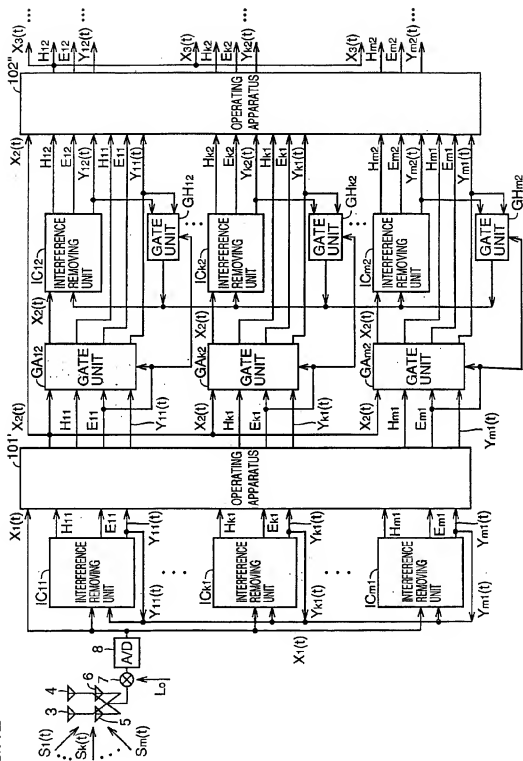 S1(t)
Sk(t)
Sm(t)
3
4
5
6
7
Lo
8
A/D
X1(t)
X1(t)
IC11
INTERFERENCE
REMOVING
UNIT
H11
E11
Y11(t)
Y11(t)
ICk1
INTERFERENCE
REMOVING
UNIT
Hk1
Ek1
Yk1(t)
Yk1(t)
ICm1
INTERFERENCE
REMOVING
UNIT
Hm1
Em1
Ym1(t)
Ym1(t)
101'
OPERATING
APPARATUS
X2(t)
X2(t)
H11
E11
Y11(t)
GA12
GATE
UNIT
X2(t)
IC12
INTERFERENCE
REMOVING
UNIT
H12
E12
Y12(t)
H11
E11
Y11(t)
GATE
UNIT
GH12
X2(t)
Hk1
Ek1
Yk1(t)
GAk2
GATE
UNIT
X2(t)
ICk2
INTERFERENCE
REMOVING
UNIT
Hk2
Ek2
Yk2(t)
Hk1
Ek1
Yk1(t)
GATE
UNIT
GHk2
X2(t)
Hm1
Em1
Ym1(t)
GAm2
GATE
UNIT
X2(t)
ICm2
INTERFERENCE
REMOVING
UNIT
Hm2
Em2
Ym2(t)
Hm1
Em1
Ym1(t)
GATE
UNIT
GHm2
102"
OPERATING
APPARATUS
X3(t)
H12
E12
Y12(t)
X3(t)
Hk2
Ek2
Yk2(t)
X3(t)
Hm2
Em2
Ym2(t)